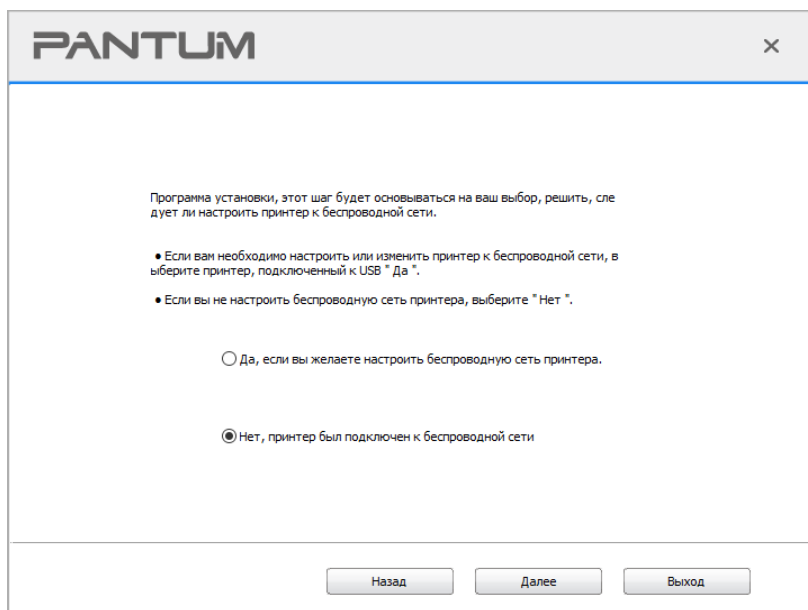 PANTUM
Программа установки, этот шаг будет основываться на ваш выбор, решить, сле
дует ли настроить принтер к беспроводной сети.
● Если вам необходимо настроить или изменить принтер к беспроводной сети, в
ыберите принтер, подключенный к USB " Да ".
● Если вы не настроить беспроводную сеть принтера, выберите " Нет ".
Да, если вы желаете настроить беспроводную сеть принтера.
Нет, принтер был подключен к беспроводной сети
Назад Далее Выход